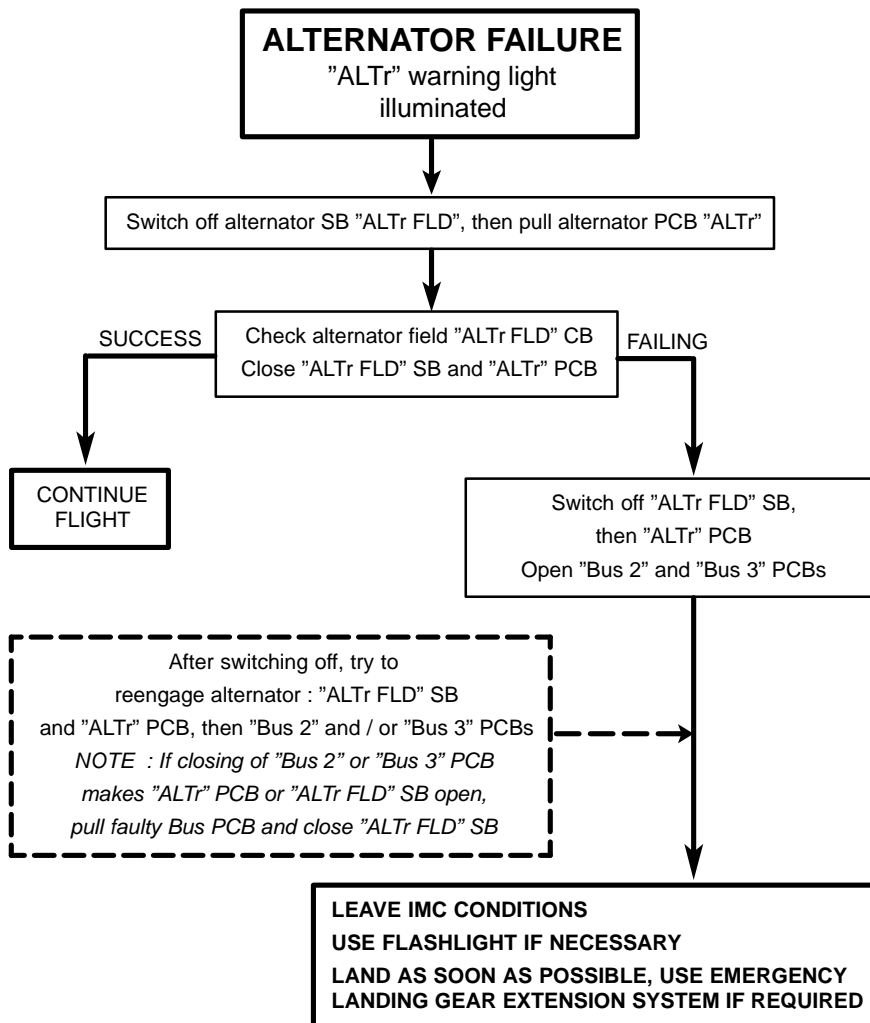 ALTERNATOR FAILURE
”ALTr” warning light
illuminated
Switch off alternator SB ”ALTr FLD”, then pull alternator PCB ”ALTr”
SUCCESS
Check alternator field ”ALTr FLD” CB
Close ”ALTr FLD” SB and ”ALTr” PCB
FAILING
CONTINUE
FLIGHT
Switch off ”ALTr FLD” SB,
then ”ALTr” PCB
Open ”Bus 2” and ”Bus 3” PCBs
After switching off, try to
reengage alternator : ”ALTr FLD” SB
and ”ALTr” PCB, then ”Bus 2” and / or ”Bus 3” PCBs
NOTE : If closing of ”Bus 2” or ”Bus 3” PCB
makes ”ALTr” PCB or ”ALTr FLD” SB open,
pull faulty Bus PCB and close ”ALTr FLD” SB
LEAVE IMC CONDITIONS
USE FLASHLIGHT IF NECESSARY
LAND AS SOON AS POSSIBLE, USE EMERGENCY
LANDING GEAR EXTENSION SYSTEM IF REQUIRED